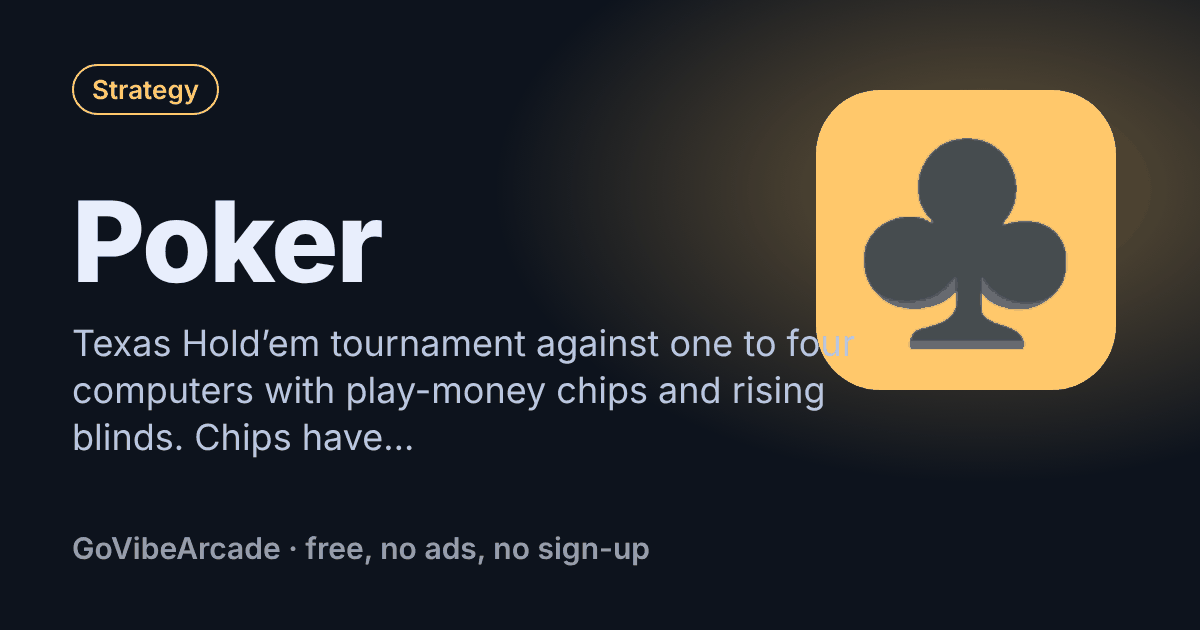 Strategy
Poker
Texas Hold’em tournament against one to four
computers with play-money chips and rising
blinds. Chips have…
GoVibeArcade · free, no ads, no sign-up